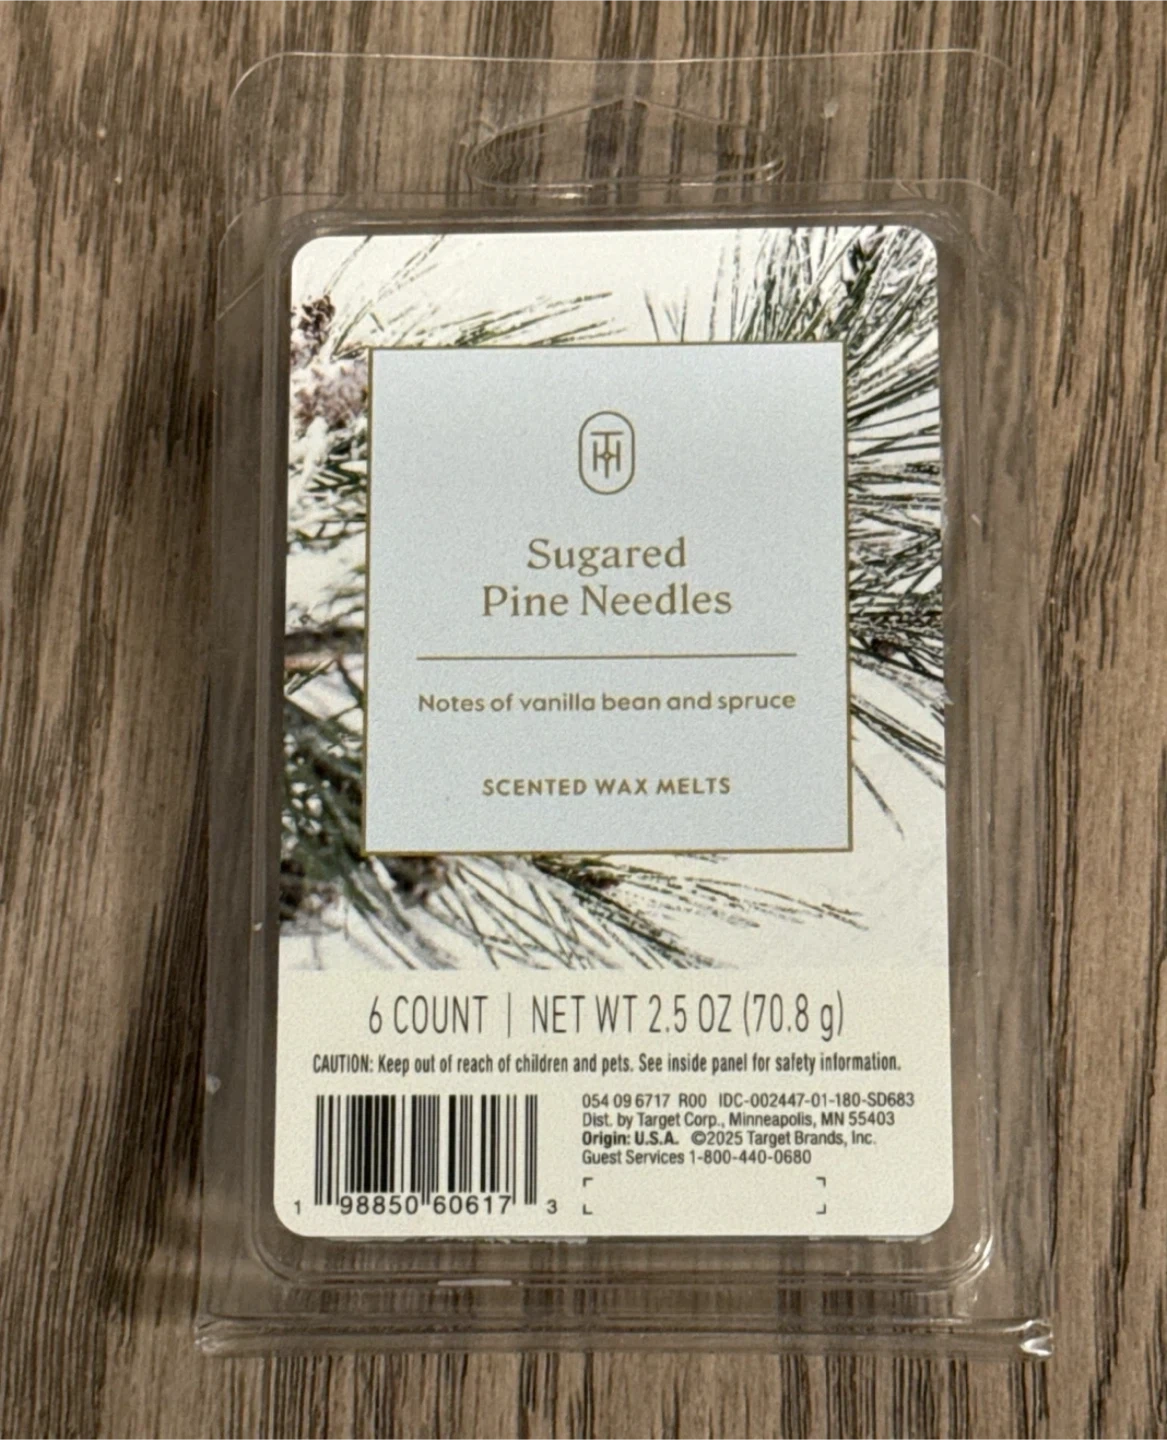 TH
Sugared
Pine Needles
Notes of vanilla bean and spruce
SCENTED WAX MELTS
6 COUNT | NET WT 2.5 OZ (70.8 g)
CAUTION: Keep out of reach of children and pets. See inside panel for safety information.
054 09 6717 R00 IDC-002447-01-180-SD683
Dist. by Target Corp., Minneapolis, MN 55403
Origin: U.S.A. ©2025 Target Brands, Inc.
Guest Services 1-800-440-0680
1 98850 60617 3